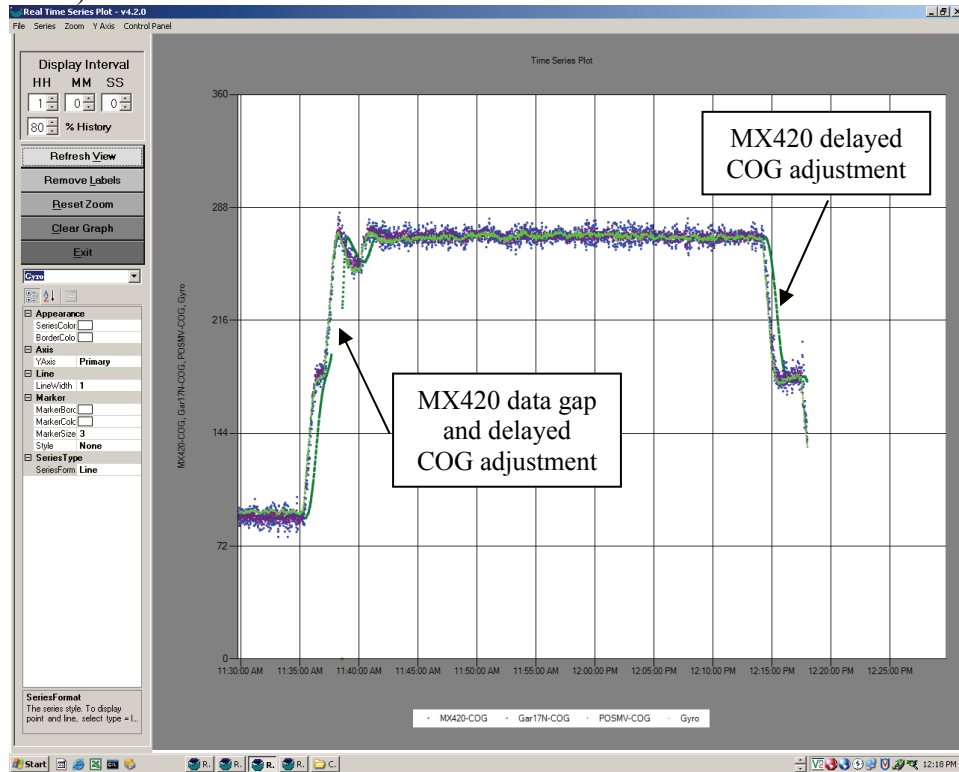 Real Time Series Plot - v4.2.0
File Series Zoom Y Axis Control Panel
Display Interval
HH MM SS
1 0 0
80 % History
Refresh View
Remove Labels
Reset Zoom
Clear Graph
Exit
Gyro
Appearance
SeriesColor
BorderColo
Axis
YAxis Primary
Line
LineWidth 1
Marker
MarkerBorc
MarkerColc
MarkerSize 3
Style None
SeriesType
SeriesForm Line
SeriesFormat
The series style. To display
point and line, select type = l...
Time Series Plot
MX420-COG, Gar17N-COG, POSMV-COG, Gyro
360
288
216
144
72
0
MX420 delayed
COG adjustment
MX420 data gap
and delayed
COG adjustment
11:30:00 AM 11:35:00 AM 11:40:00 AM 11:45:00 AM 11:50:00 AM 11:55:00 AM 12:00:00 PM 12:05:00 PM 12:10:00 PM 12:15:00 PM 12:20:00 PM 12:25:00 PM
MX420-COG Gar17N-COG POSMV-COG Gyro
Start R. R. R. R. C. 12:18 PM